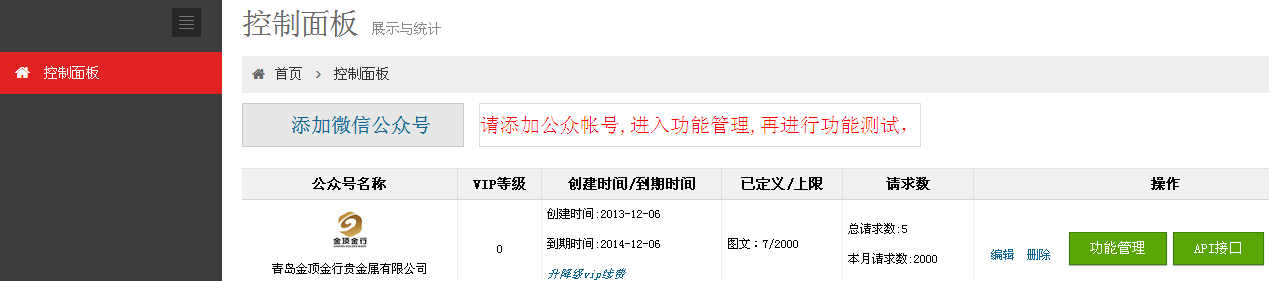 控制面板 展示与统计
控制面板
首页 > 控制面板
添加微信公众号 请添加公众帐号,进入功能管理,再进行功能测试,
公众号名称 VIP等级 创建时间/到期时间 已定义/上限 请求数 操作
金顶金行
青岛金顶金行贵金属有限公司
0
创建时间:2013-12-06
到期时间:2014-12-06
升降级vip续费
图文:7/2000
总请求数:5
本月请求数:2000
编辑 删除 功能管理 API接口